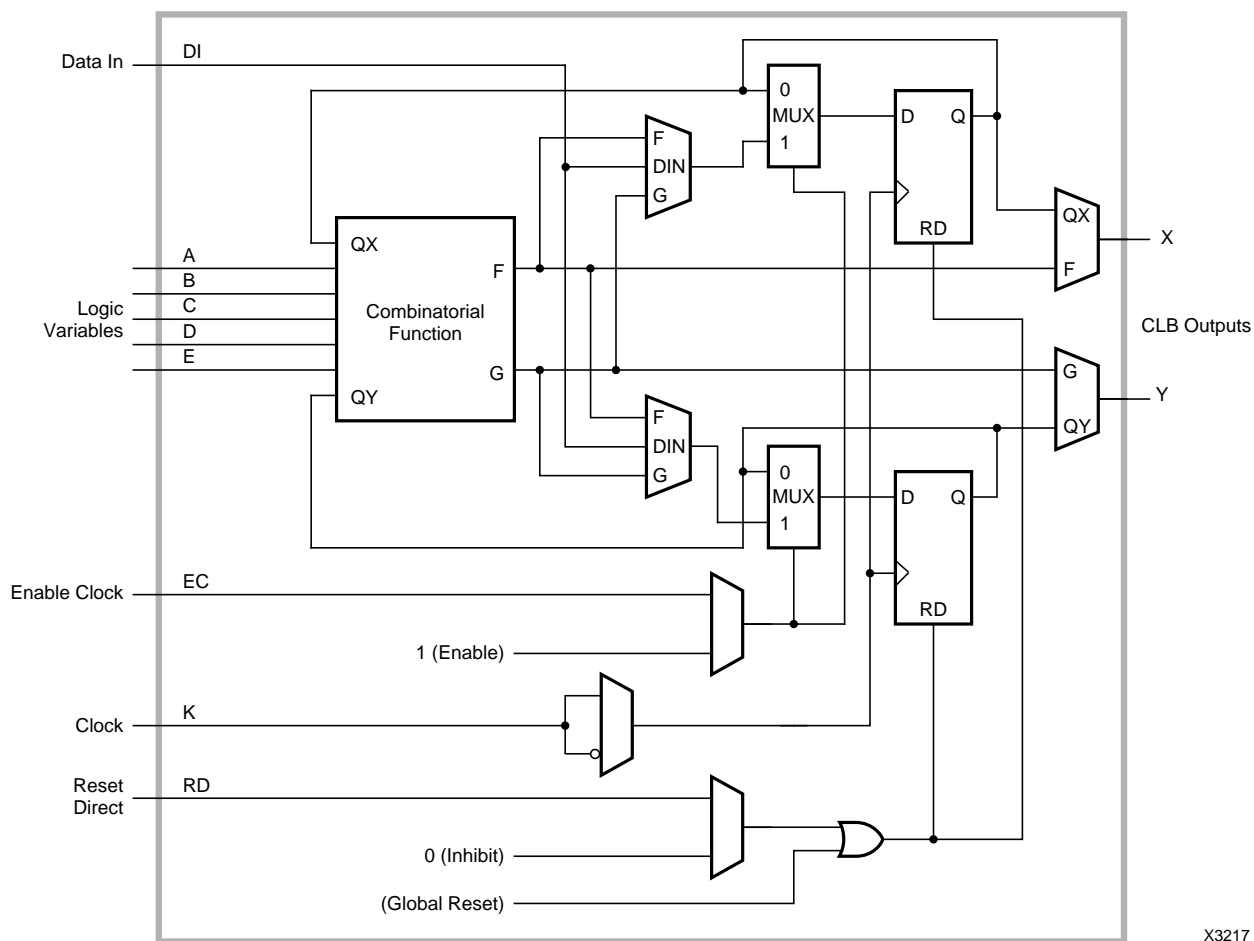 Data In
DI
0
MUX
1
D
Q
RD
F
DIN
G
QX
F
X
QX
A
B
C
D
E
Logic
Variables
F
Combinatorial
Function
G
QY
CLB Outputs
G
QY
Y
F
DIN
G
0
MUX
1
D
Q
RD
Enable Clock
EC
1 (Enable)
Clock
K
Reset
Direct
RD
0 (Inhibit)
(Global Reset)
X3217